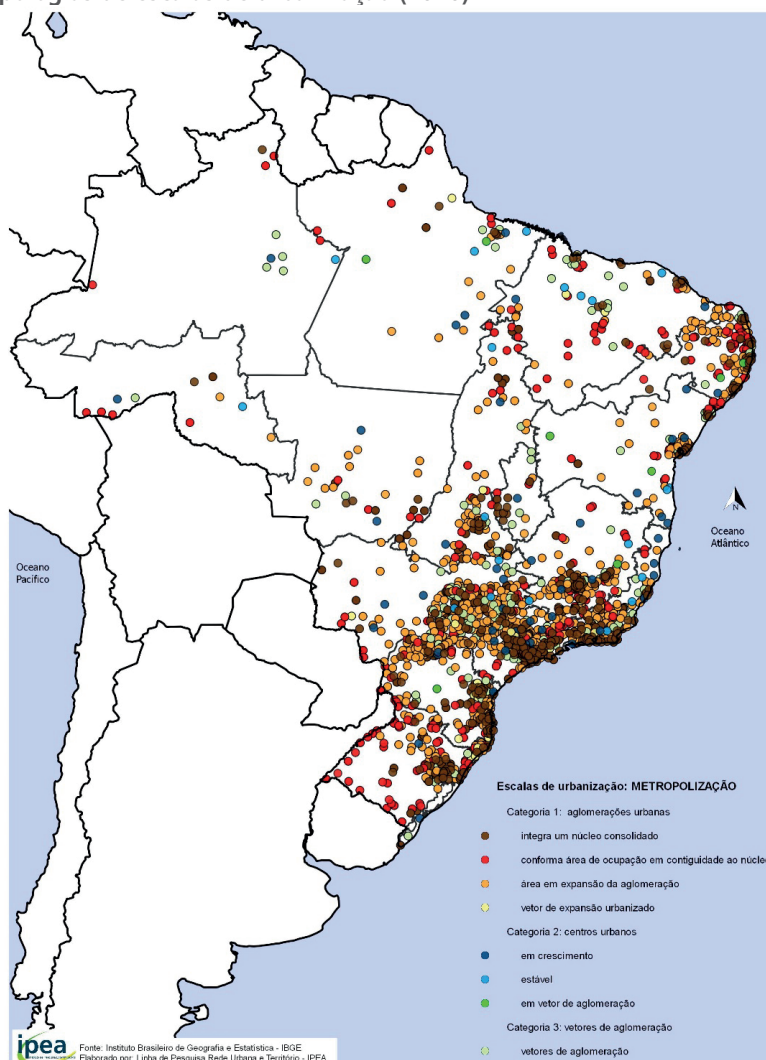 Oceano
Pacífico
N
Oceano
Atlântico
Escalas de urbanização: METROPOLIZAÇÃO
Categoria 1: aglomerações urbanas
integra um núcleo consolidado
conforma área de ocupação em contiguidade ao núcle
área em expansão da aglomeração
vetor de expansão urbanizado
Categoria 2: centros urbanos
em crescimento
estável
em vetor de aglomeração
Categoria 3: vetores de aglomeração
vetores de aglomeração
ipea
Fonte: Instituto Brasileiro de Geografia e Estatística - IBGE
Elaborado por: Linha de Pesquisa Rede Urbana e Território - IPEA